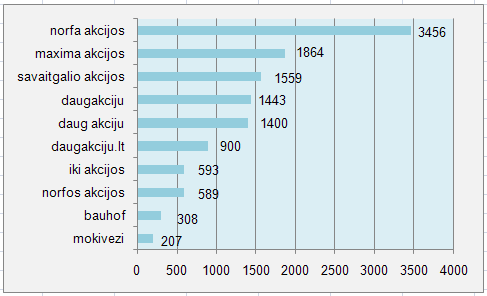 norfa akcijos 3456
maxima akcijos 1864
savaitgalio akcijos 1559
daugakciju 1443
daug akciju 1400
daugakciju.lt 900
iki akcijos 593
norfos akcijos 589
bauhof 308
mokivezi 207
0 500 1000 1500 2000 2500 3000 3500 4000